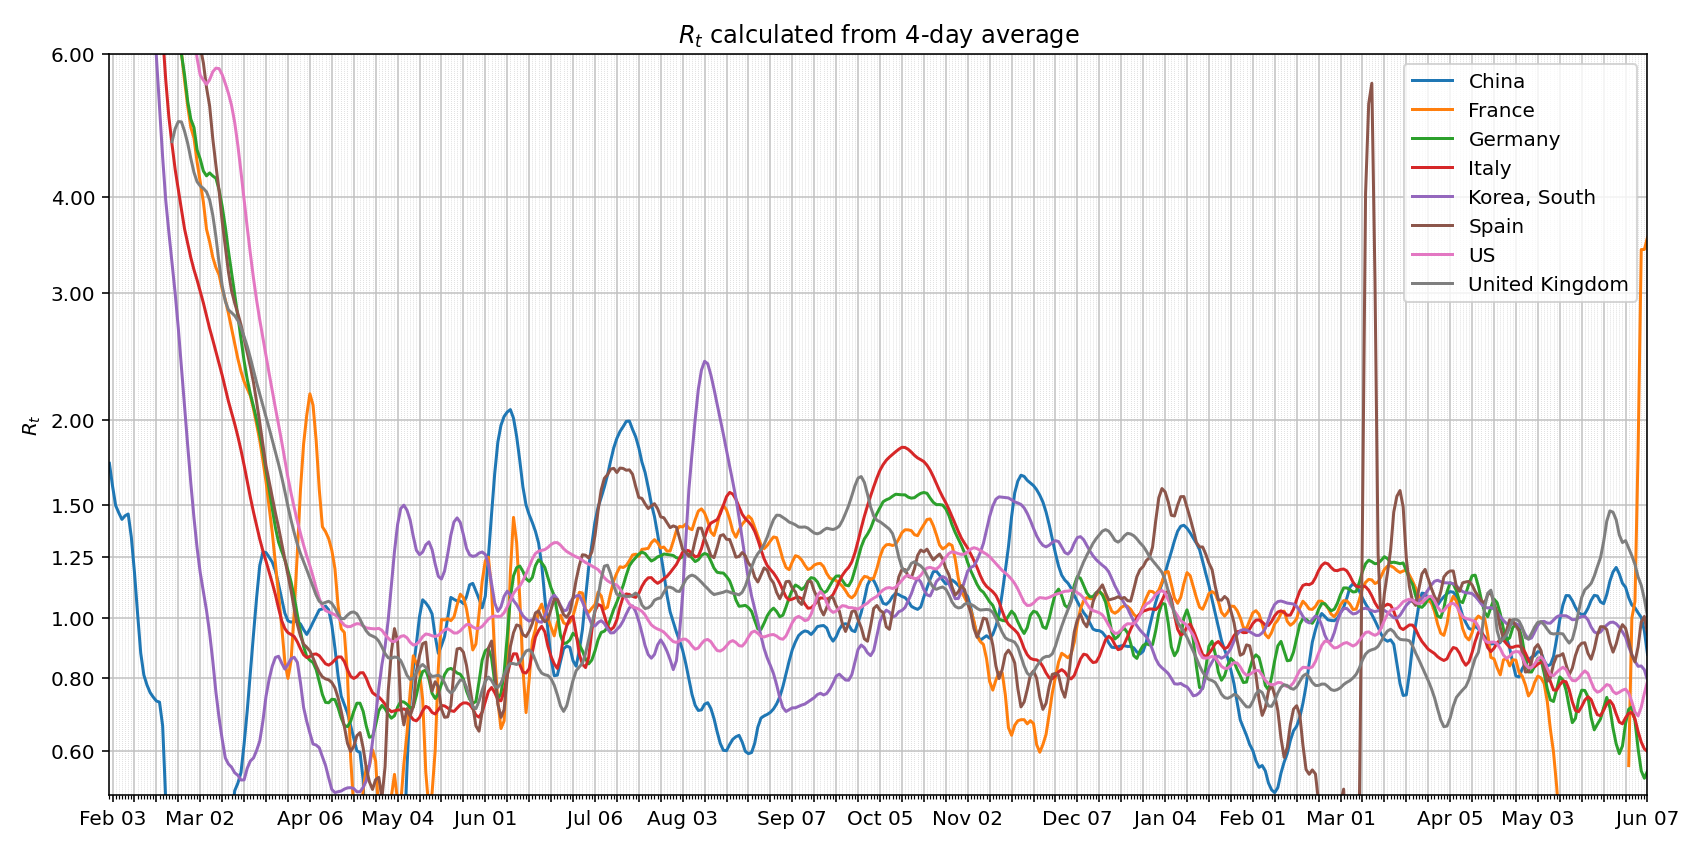 Rt calculated from 4-day average
6.00
4.00
3.00
2.00
1.50
1.25
1.00
0.80
0.60
Rt
China
France
Germany
Italy
Korea, South
Spain
US
United Kingdom
Feb 03 Mar 02 Apr 06 May 04 Jun 01 Jul 06 Aug 03 Sep 07 Oct 05 Nov 02 Dec 07 Jan 04 Feb 01 Mar 01 Apr 05 May 03 Jun 07